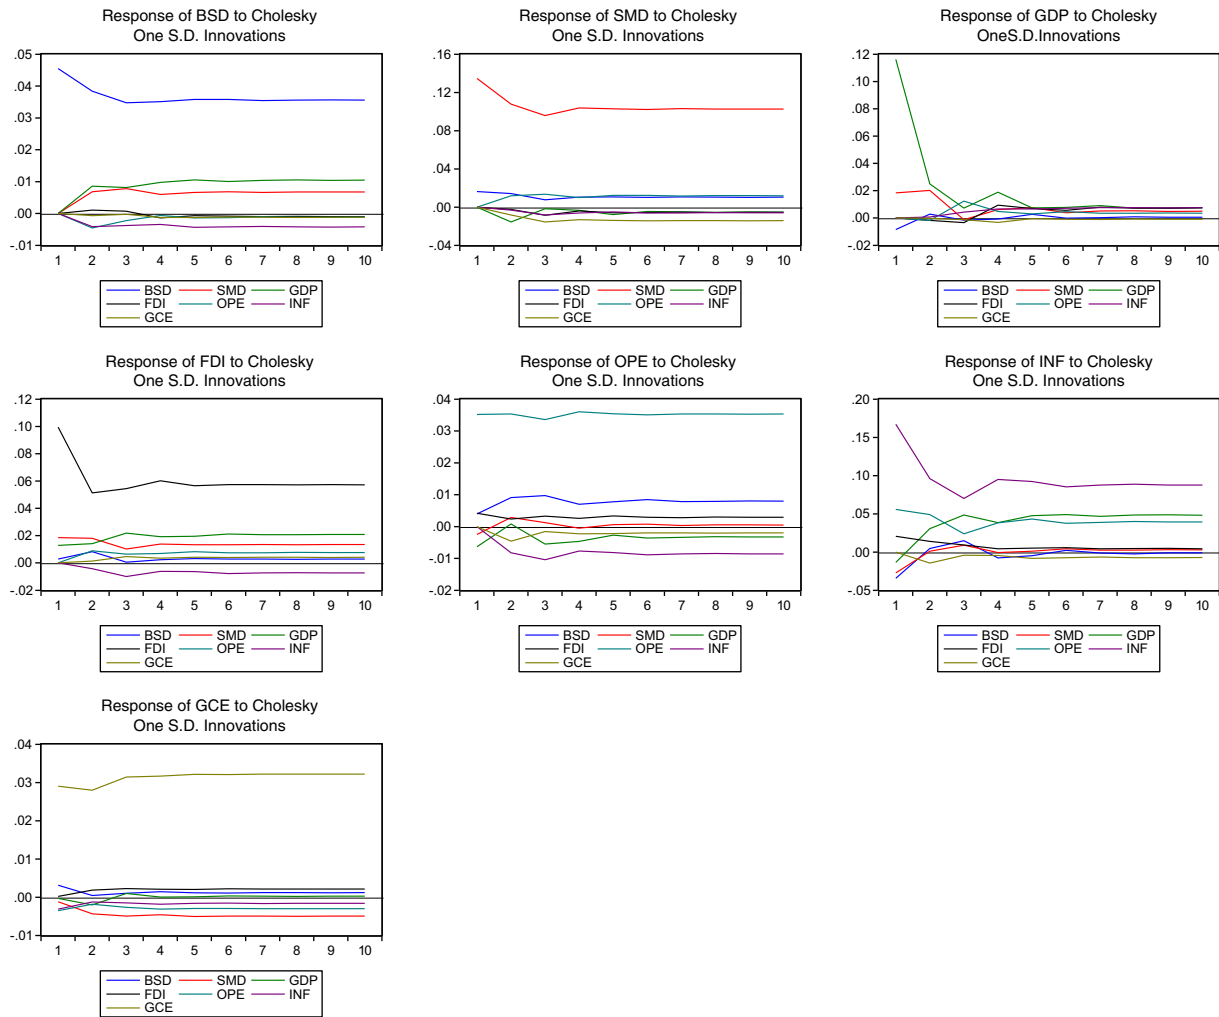 Response of BSD to Cholesky
One S.D. Innovations
.05
.04
.03
.02
.01
.00
-.01
1 2 3 4 5 6 7 8 9 10
BSD SMD GDP
FDI OPE INF
GCE
Response of SMD to Cholesky
One S.D. Innovations
.16
.12
.08
.04
.00
-.04
1 2 3 4 5 6 7 8 9 10
BSD SMD GDP
FDI OPE INF
GCE
Response of GDP to Cholesky
OneS.D.Innovations
.12
.10
.08
.06
.04
.02
.00
-.02
1 2 3 4 5 6 7 8 9 10
BSD SMD GDP
FDI OPE INF
GCE
Response of FDI to Cholesky
One S.D. Innovations
.12
.10
.08
.06
.04
.02
.00
-.02
1 2 3 4 5 6 7 8 9 10
BSD SMD GDP
FDI OPE INF
GCE
Response of OPE to Cholesky
One S.D. Innovations
.04
.03
.02
.01
.00
-.01
-.02
1 2 3 4 5 6 7 8 9 10
BSD SMD GDP
FDI OPE INF
GCE
Response of INF to Cholesky
One S.D. Innovations
.20
.15
.10
.05
.00
-.05
1 2 3 4 5 6 7 8 9 10
BSD SMD GDP
FDI OPE INF
GCE
Response of GCE to Cholesky
One S.D. Innovations
.04
.03
.02
.01
.00
-.01
1 2 3 4 5 6 7 8 9 10
BSD SMD GDP
FDI OPE INF
GCE